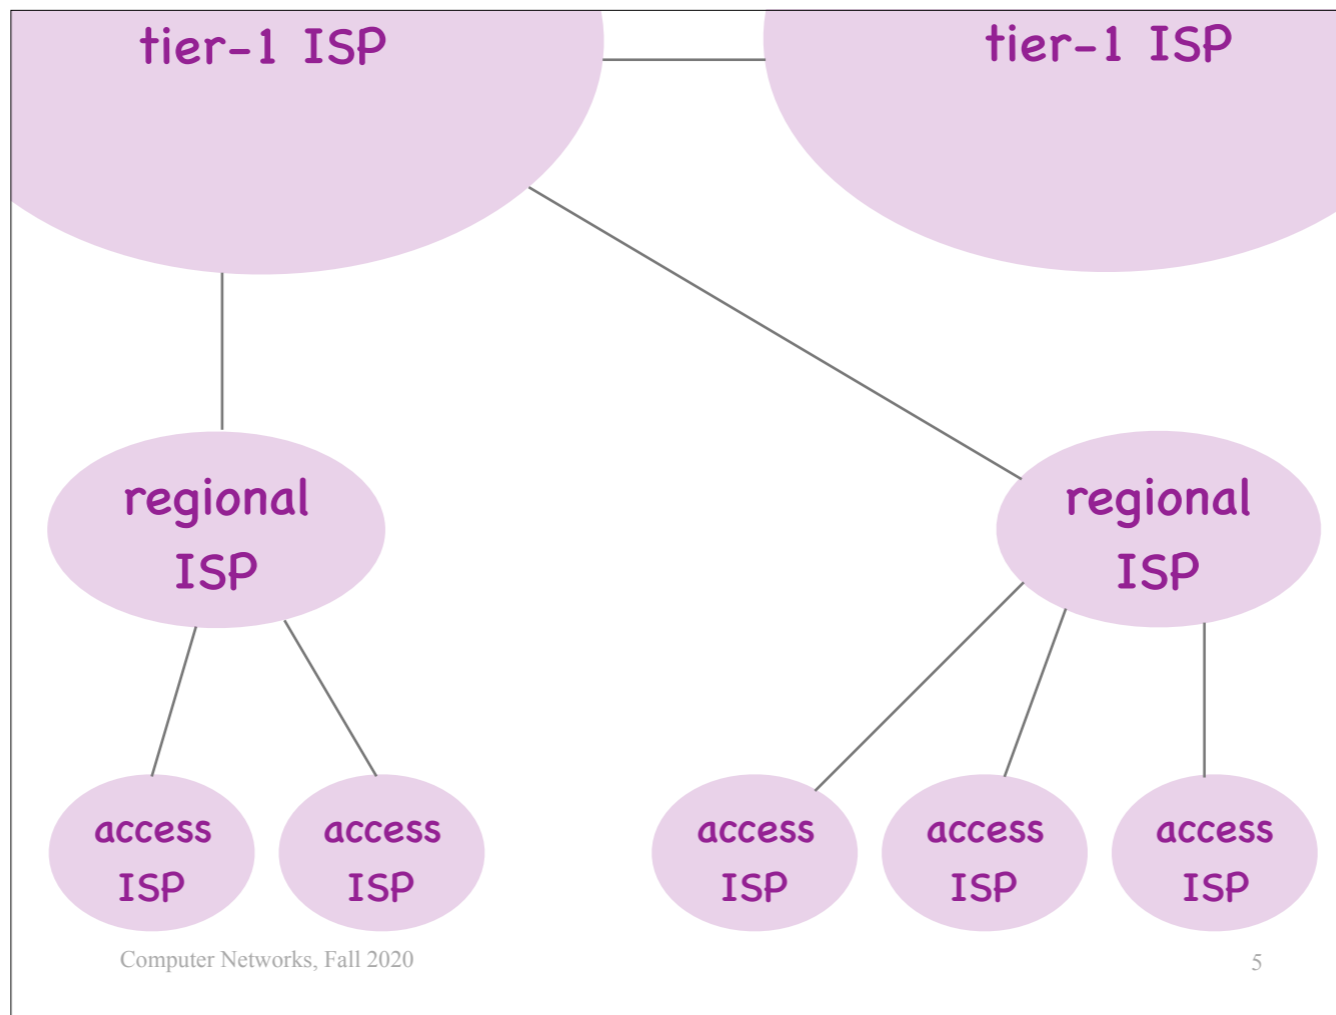 tier-1 ISP
tier-1 ISP
regional
ISP
regional
ISP
access
ISP
access
ISP
access
ISP
access
ISP
access
ISP
Computer Networks, Fall 2020
5